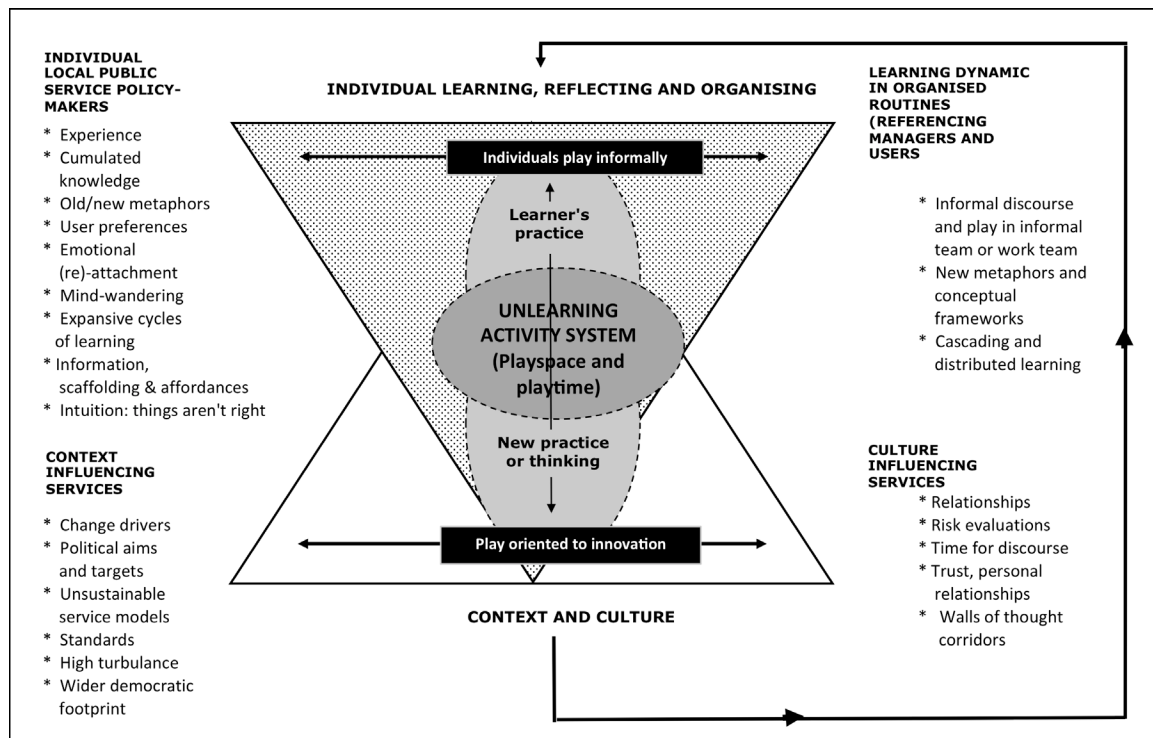 INDIVIDUAL
LOCAL PUBLIC
SERVICE POLICY-
MAKERS
* Experience
* Cumulated
knowledge
* Old/new metaphors
* User preferences
* Emotional
(re)-attachment
* Mind-wandering
* Expansive cycles
of learning
* Information,
scaffolding & affordances
* Intuition: things aren't right
CONTEXT
INFLUENCING
SERVICES
* Change drivers
* Political aims
and targets
* Unsustainable
service models
* Standards
* High turbulance
* Wider democratic
footprint
INDIVIDUAL LEARNING, REFLECTING AND ORGANISING
Individuals play informally
Learner's
practice
UNLEARNING
ACTIVITY SYSTEM
(Playspace and
playtime)
New practice
or thinking
Play oriented to innovation
CONTEXT AND CULTURE
LEARNING DYNAMIC
IN ORGANISED
ROUTINES
(REFERENCING
MANAGERS AND
USERS
* Informal discourse
and play in informal
team or work team
* New metaphors and
conceptual
frameworks
* Cascading and
distributed learning
CULTURE
INFLUENCING
SERVICES
* Relationships
* Risk evaluations
* Time for discourse
* Trust, personal
relationships
* Walls of thought
corridors